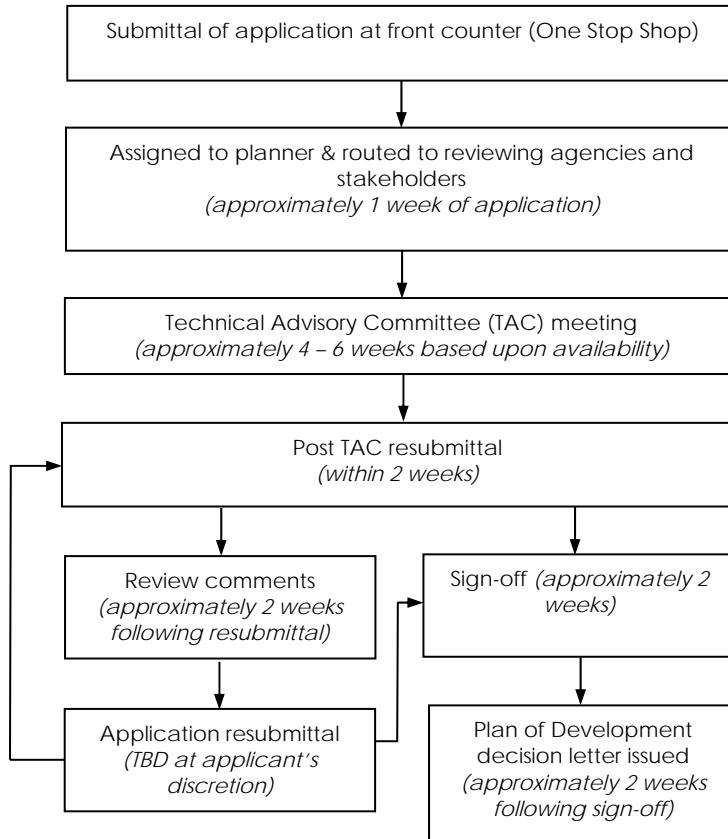 Submittal of application at front counter (One Stop Shop)
Assigned to planner & routed to reviewing agencies and
stakeholders
(approximately 1 week of application)
Technical Advisory Committee (TAC) meeting
(approximately 4 – 6 weeks based upon availability)
Post TAC resubmittal
(within 2 weeks)
Review comments
(approximately 2 weeks
following resubmittal)
Sign-off (approximately 2
weeks)
Application resubmittal
(TBD at applicant's
discretion)
Plan of Development
decision letter issued
(approximately 2 weeks
following sign-off)